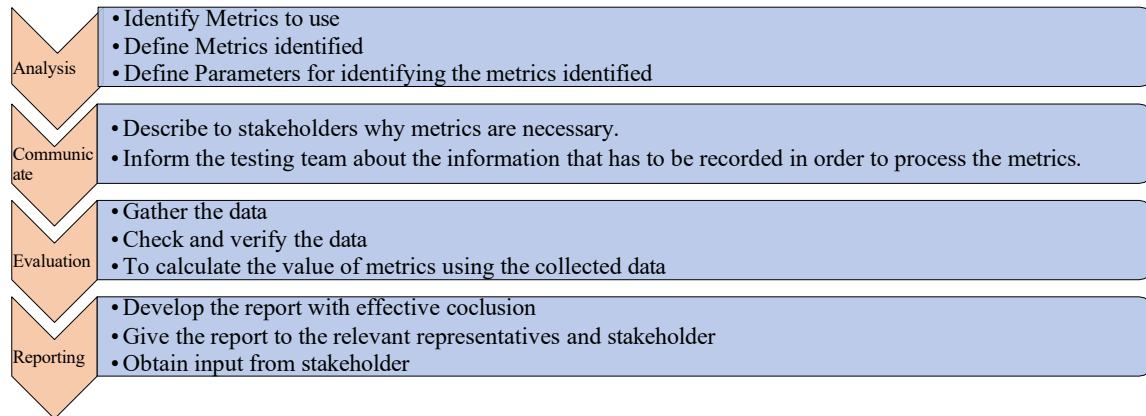 Analysis
• Identify Metrics to use
• Define Metrics identified
• Define Parameters for identifying the metrics identified
Communic
ate
• Describe to stakeholders why metrics are necessary.
• Inform the testing team about the information that has to be recorded in order to process the metrics.
Evaluation
• Gather the data
• Check and verify the data
• To calculate the value of metrics using the collected data
Reporting
• Develop the report with effective coclusion
• Give the report to the relevant representatives and stakeholder
• Obtain input from stakeholder